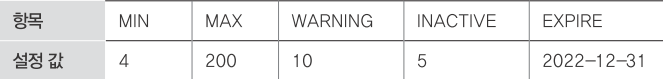 항목 MIN MAX WARNING INACTIVE EXPIRE
설정 값 4 200 10 5 2022-12-31